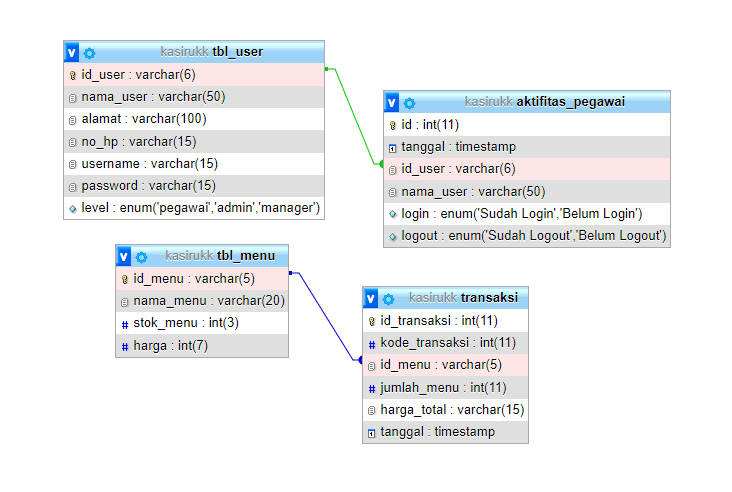 kasirukk tbl_user
id_user : varchar(6)
nama_user : varchar(50)
alamat : varchar(100)
no_hp : varchar(15)
username : varchar(15)
password : varchar(15)
level : enum('pegawai','admin','manager')
kasirukk aktifitas_pegawai
id : int(11)
tanggal : timestamp
id_user : varchar(6)
nama_user : varchar(50)
login : enum('Sudah Login','Belum Login')
logout : enum('Sudah Logout','Belum Logout')
kasirukk tbl_menu
id_menu : varchar(5)
nama_menu : varchar(20)
stok_menu : int(3)
harga : int(7)
kasirukk transaksi
id_transaksi : int(11)
kode_transaksi : int(11)
id_menu : varchar(5)
jumlah_menu : int(11)
harga_total : varchar(15)
tanggal : timestamp